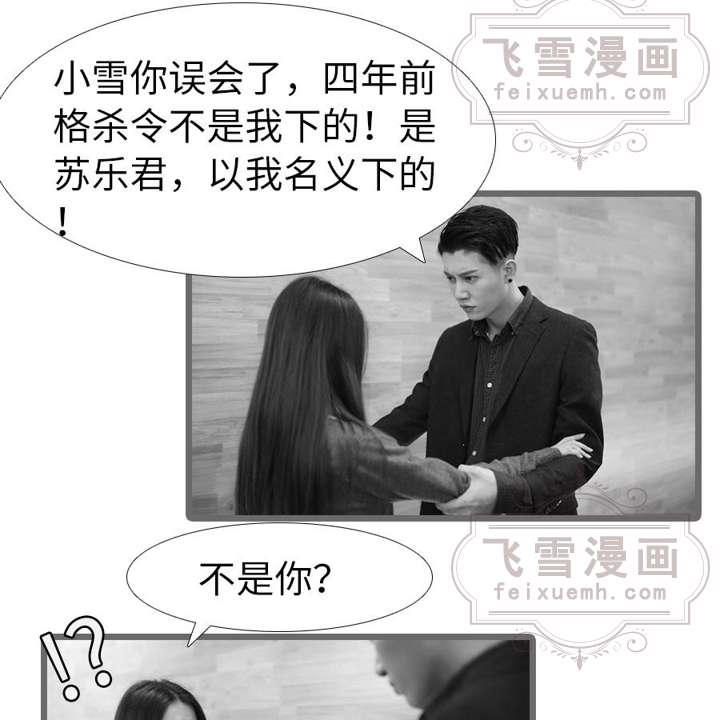 小雪你误会了，四年前
格杀令不是我下的！是
苏乐君，以我名义下的
！
飞雪漫画
feixuemh.com
不是你？
飞雪漫画
feixuemh.com
!?